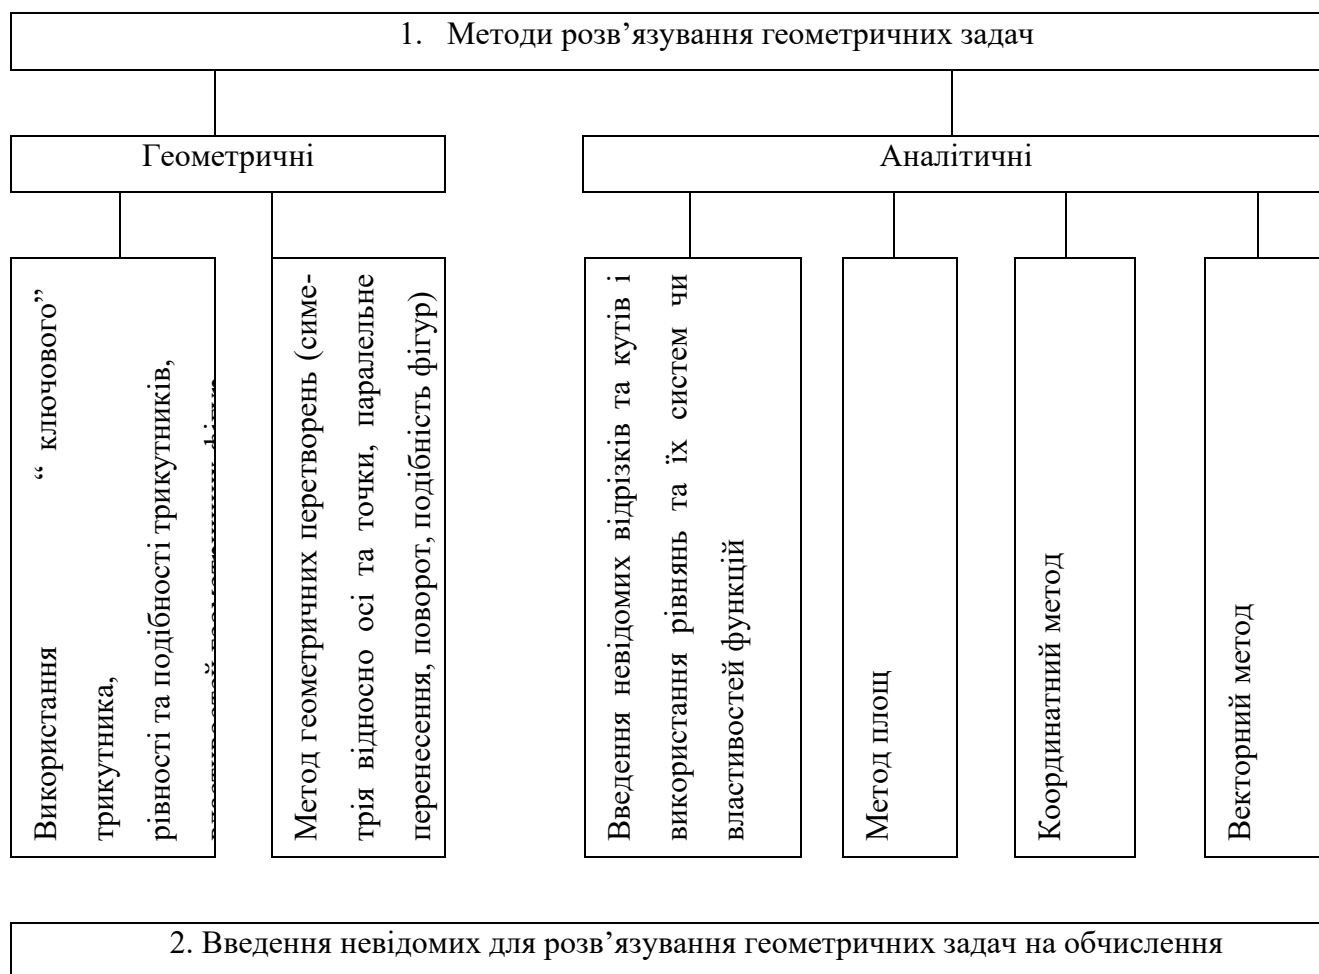 1. Методи розв’язування геометричних задач
Геометричні
Аналітичні
Використання “ ключового”
трикутника,
рівності та подібності трикутників,
Метод геометричних перетворень (симе-
трія відносно осі та точки, паралельне
перенесення, поворот, подібність фігур)
Введення невідомих відрізків та кутів і
використання рівнянь та їх систем чи
властивостей функцій
Метод площ
Координатний метод
Векторний метод
2. Введення невідомих для розв’язування геометричних задач на обчислення